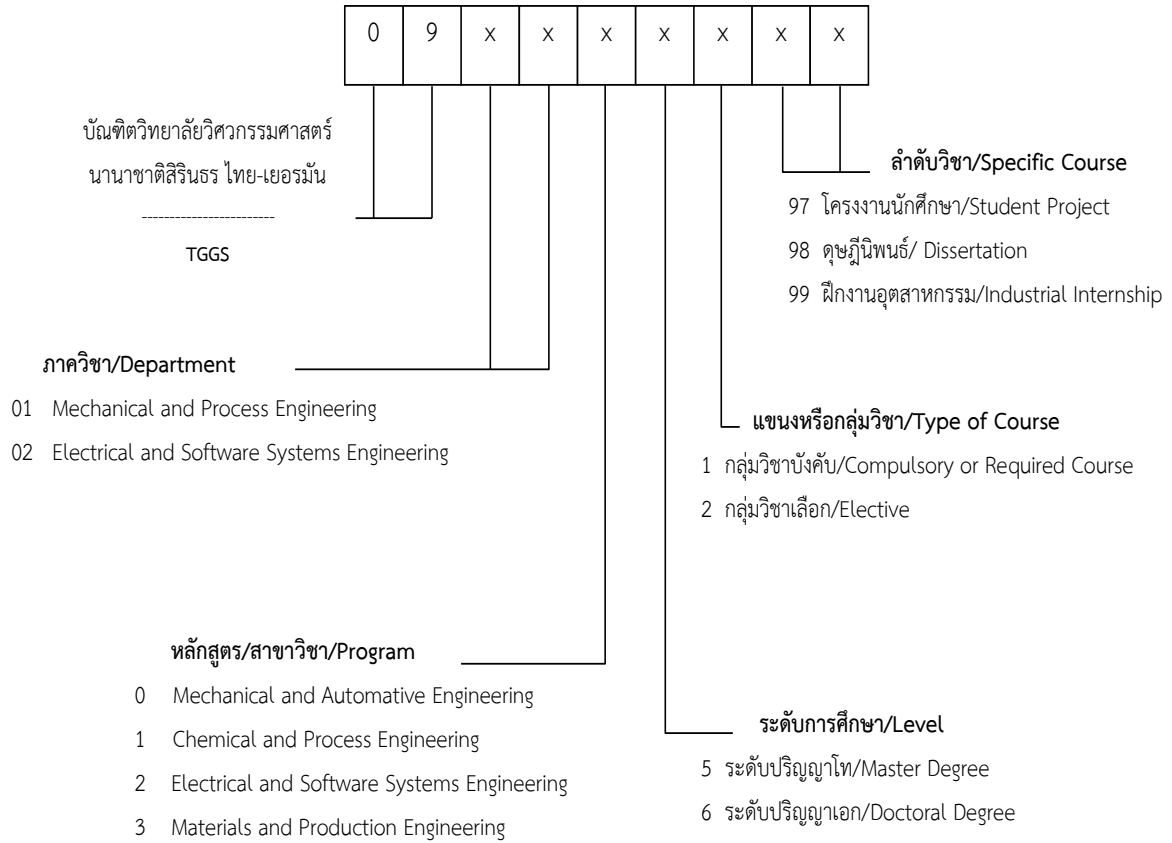 0 9 x x x x x x x
บัณฑิตวิทยาลัยวิศวกรรมศาสตร์
นานาชาติสิรินธร ไทย-เยอรมัน
------------------------
TGGS
ลำดับวิชา/Specific Course
97 โครงงานนักศึกษา/Student Project
98 ดุษฎีนิพนธ์/ Dissertation
99 ฝึกงานอุตสาหกรรม/Industrial Internship
ภาควิชา/Department
01 Mechanical and Process Engineering
02 Electrical and Software Systems Engineering
แขนงหรือกลุ่มวิชา/Type of Course
1 กลุ่มวิชาบังคับ/Compulsory or Required Course
2 กลุ่มวิชาเลือก/Elective
หลักสูตร/สาขาวิชา/Program
0 Mechanical and Automative Engineering
1 Chemical and Process Engineering
2 Electrical and Software Systems Engineering
3 Materials and Production Engineering
ระดับการศึกษา/Level
5 ระดับปริญญาโท/Master Degree
6 ระดับปริญญาเอก/Doctoral Degree